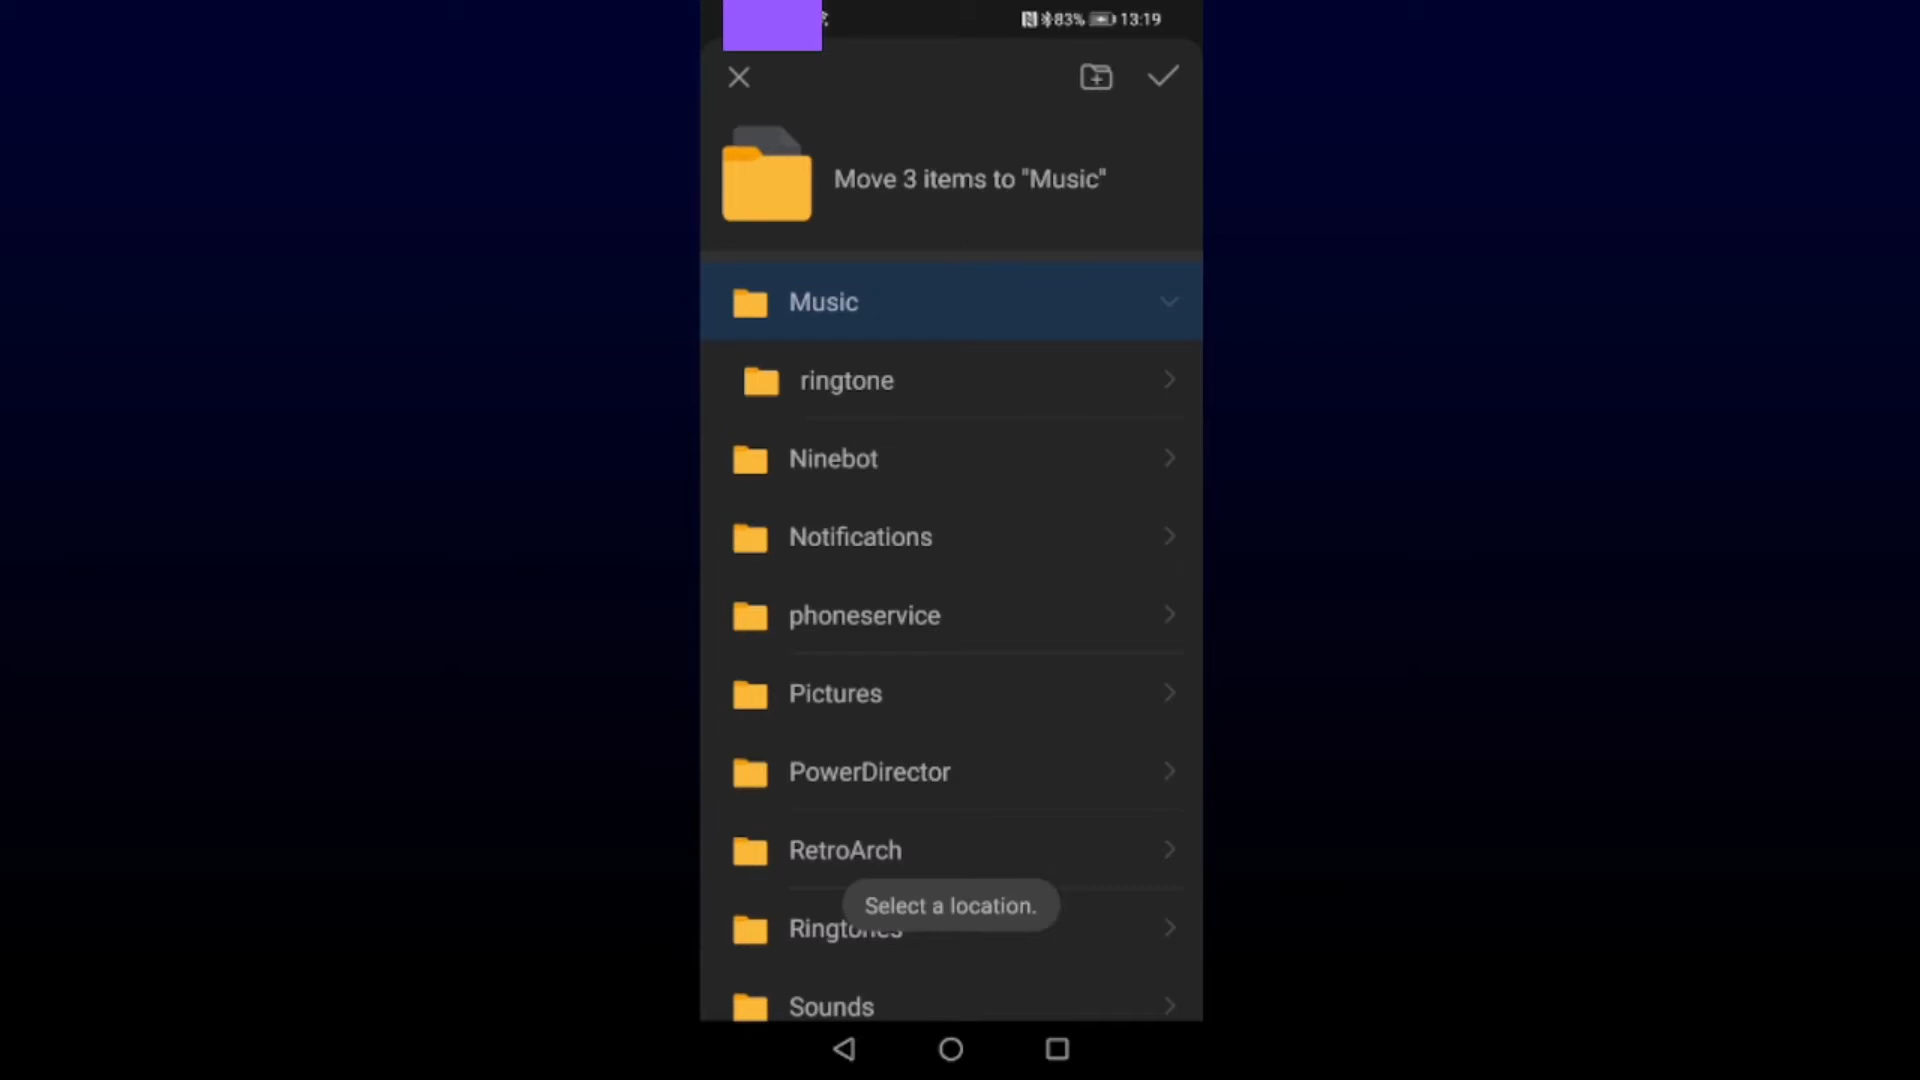 83% 13:19
Move 3 items to "Music"
Music
ringtone
Ninebot
Notifications
phoneservice
Pictures
PowerDirector
RetroArch
Select a location.
Ringtones
Sounds